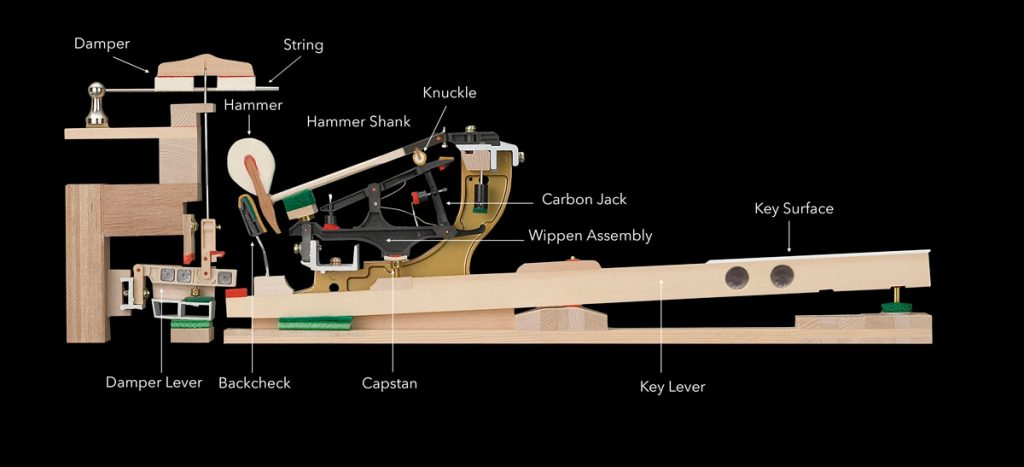 Damper
String
Hammer
Knuckle
Hammer Shank
Carbon Jack
Key Surface
Wippen Assembly
Damper Lever
Backcheck
Capstan
Key Lever